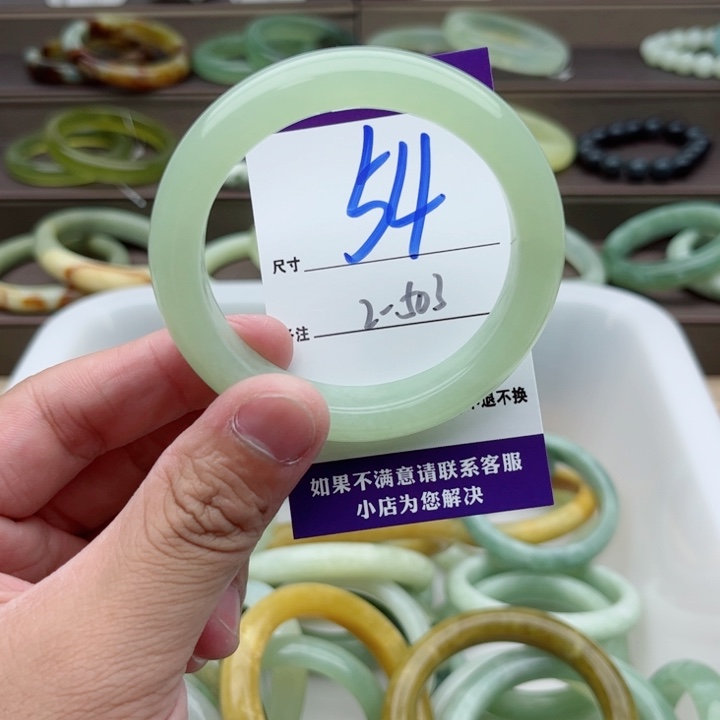 54
尺寸
2-503
注
退不换
如果不满意请联系客服
小店为您解决